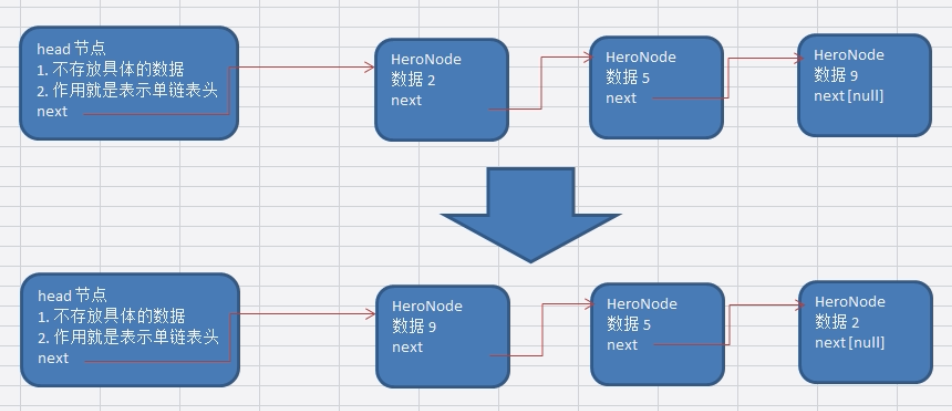 head 节点
1. 不存放具体的数据
2. 作用就是表示单链表头
next
HeroNode
数据 2
next
HeroNode
数据 5
next
HeroNode
数据 9
next [null]
head 节点
1. 不存放具体的数据
2. 作用就是表示单链表头
next
HeroNode
数据 9
next
HeroNode
数据 5
next
HeroNode
数据 2
next [null]